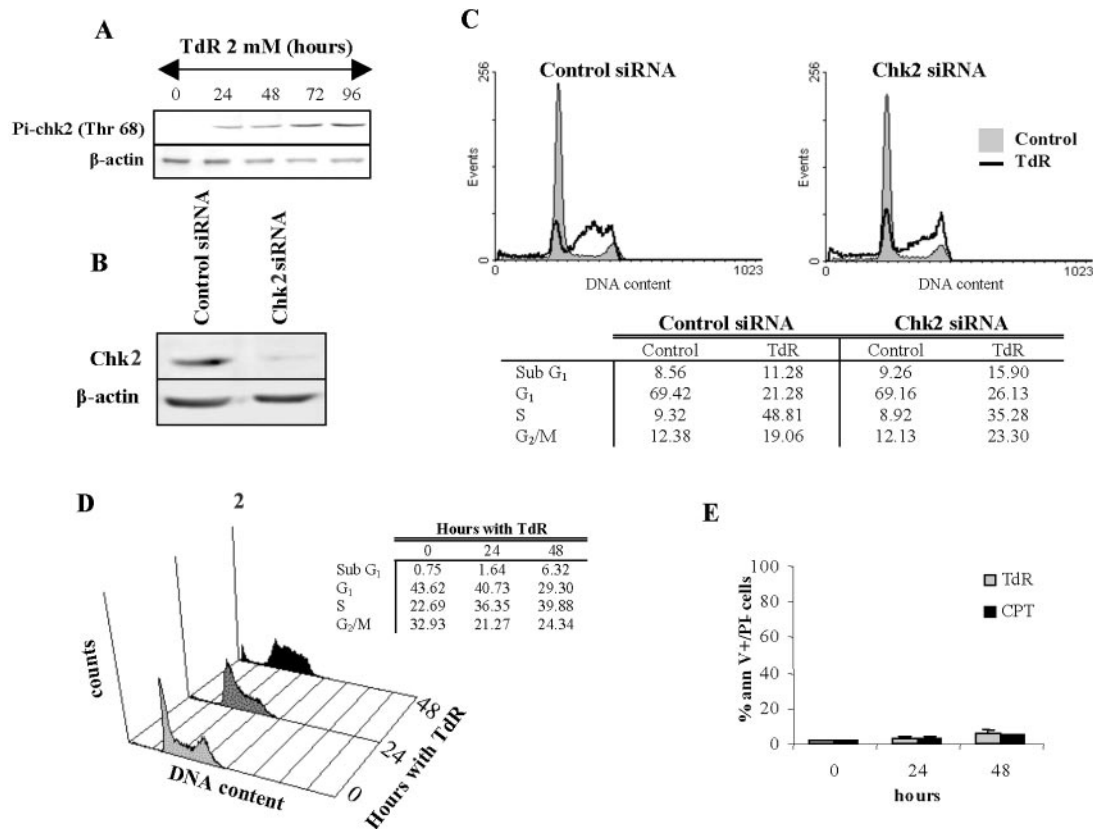 A
TdR 2 mM (hours)
0 24 48 72 96
Pi-chk2 (Thr 68)
β-actin
B
Control siRNA
Chk2 siRNA
Chk2
β-actin
C
Control siRNA
256
Events
0
DNA content
1023
Chk2 siRNA
256
Events
0
DNA content
1023
Control
TdR
Control siRNA Chk2 siRNA
Control TdR Control TdR
Sub G₁ 8.56 11.28 9.26 15.90
G₁ 69.42 21.28 69.16 26.13
S 9.32 48.81 8.92 35.28
G₂/M 12.38 19.06 12.13 23.30
D
2
counts
DNA content
0
24
48
Hours with TdR
Hours with TdR
0 24 48
Sub G₁ 0.75 1.64 6.32
G₁ 43.62 40.73 29.30
S 22.69 36.35 39.88
G₂/M 32.93 21.27 24.34
E
% ann V+/PI- cells
100
80
60
40
20
0
TdR
CPT
0 24 48
hours